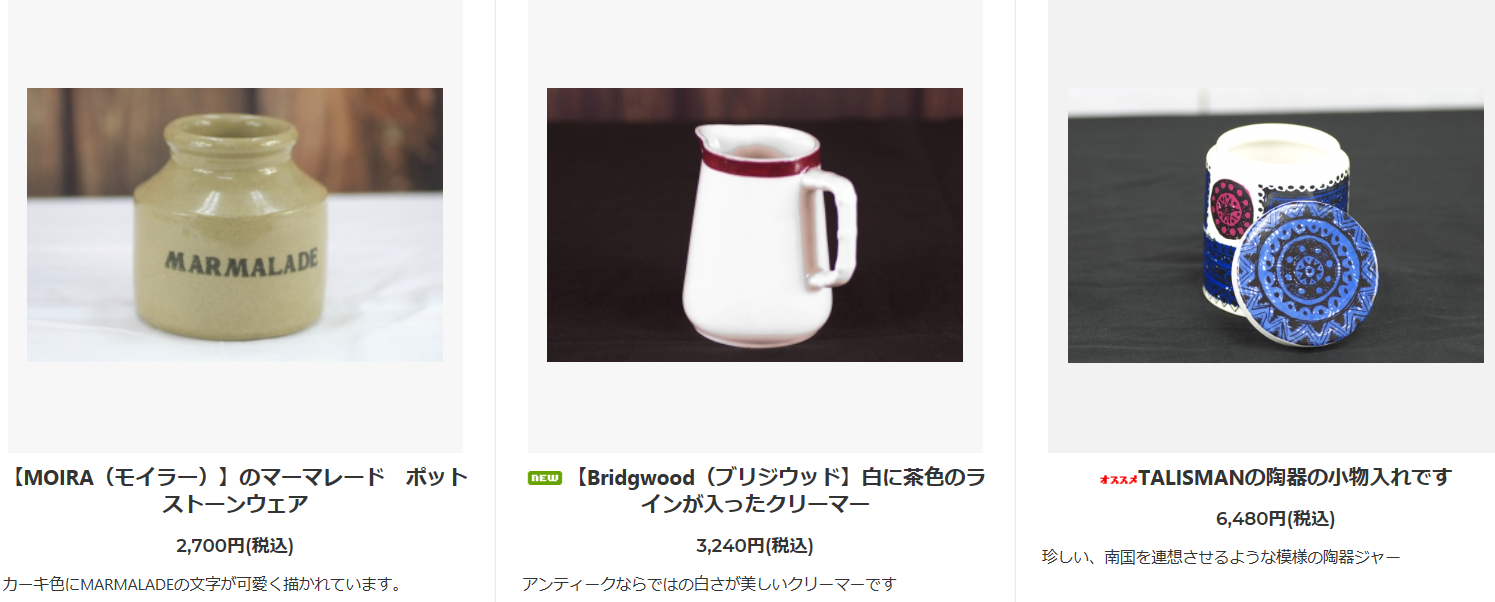 MARMALADE
【MOIRA（モイラー）】のマーマレード　ポット
ストーンウェア
2,700円(税込)
カーキ色にMARMALADEの文字が可愛く描かれています。
NEW 【Bridgwood（ブリジウッド】白に茶色のラ
インが入ったクリーマー
3,240円(税込)
アンティークならではの白さが美しいクリーマーです
オススメTALISMANの陶器の小物入れです
6,480円(税込)
珍しい、南国を連想させるような模様の陶器ジャー